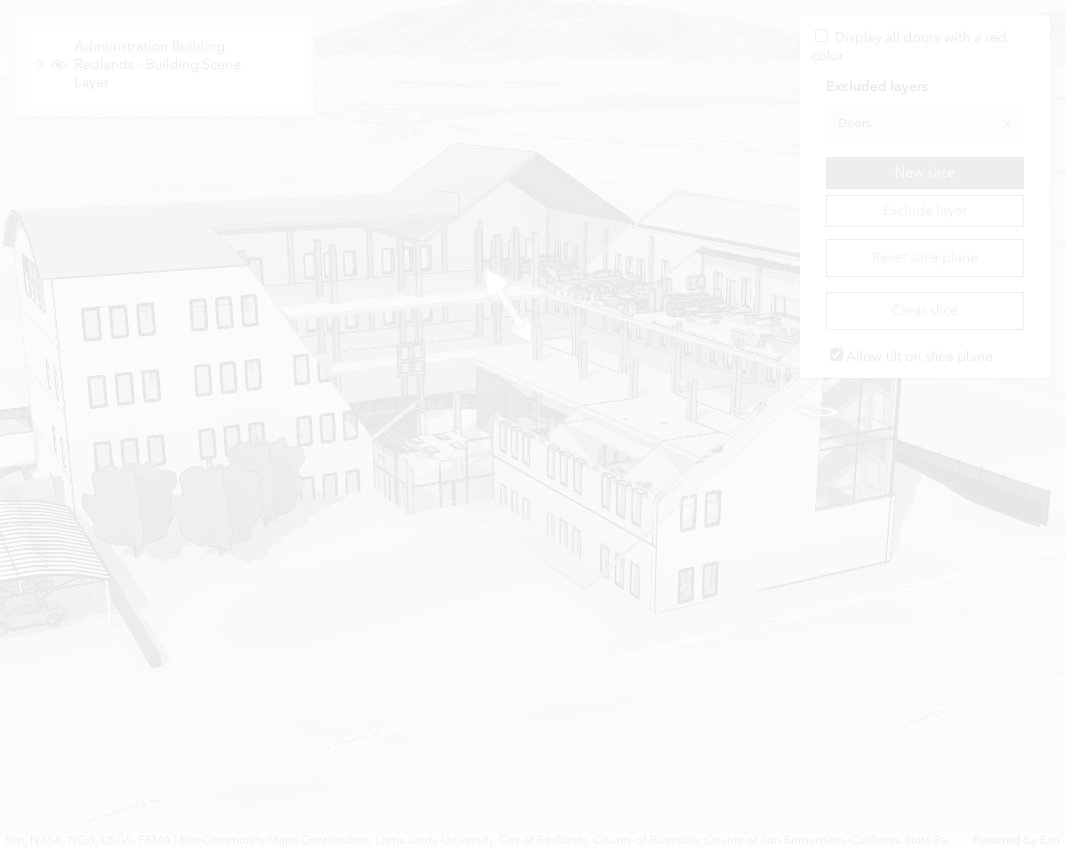 Administration Building,
Redlands - Building Scene
Layer
Display all doors with a red
color
Excluded layers
Doors
New slice
Exclude layer
Reset slice plane
Clear slice
Allow tilt on slice plane
Esri, NASA, NGA, USGS, FEMA | Esri Community Maps Contributors, Loma Linda University, City of Redlands, County of Riverside, County of San Bernardino, California State Pa... Powered by Esri